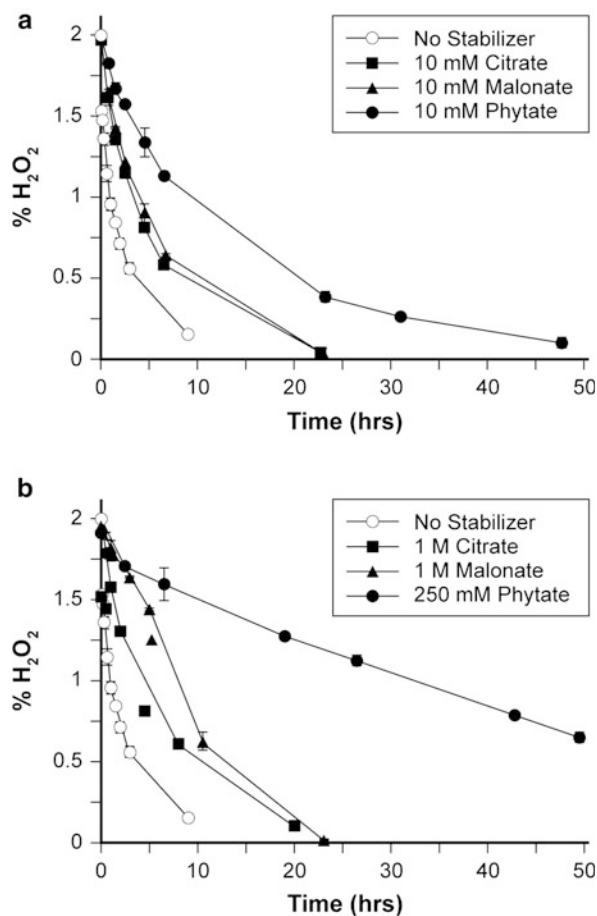 a
No Stabilizer
10 mM Citrate
10 mM Malonate
10 mM Phytate
2
1.5
1
0.5
0
% H₂O₂
0 10 20 30 40 50
Time (hrs)
b
No Stabilizer
1 M Citrate
1 M Malonate
250 mM Phytate
2
1.5
1
0.5
0
% H₂O₂
0 10 20 30 40 50
Time (hrs)